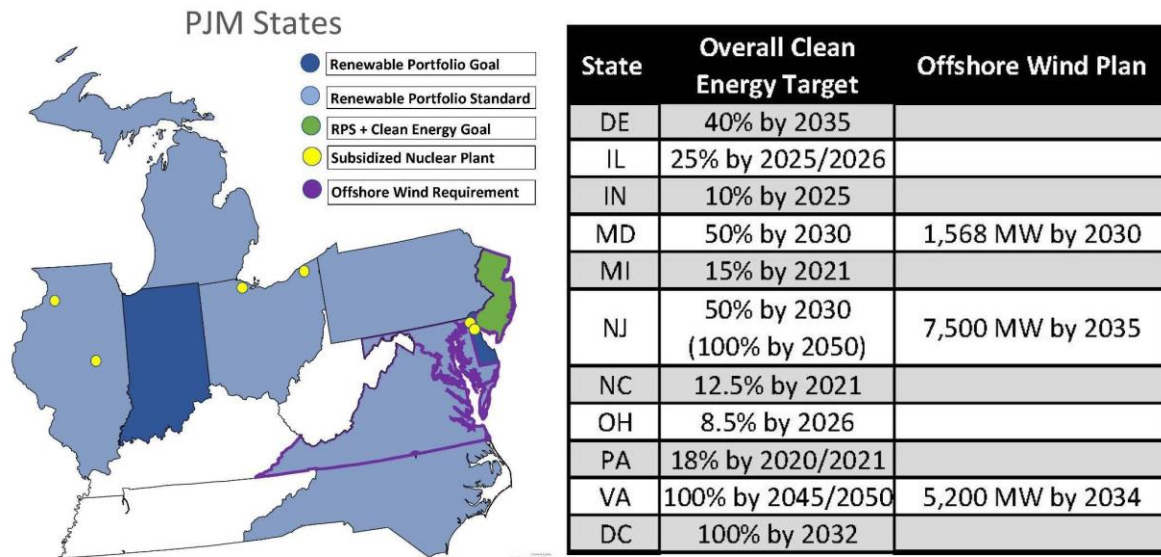 PJM States
Renewable Portfolio Goal
Renewable Portfolio Standard
RPS + Clean Energy Goal
Subsidized Nuclear Plant
Offshore Wind Requirement
State Overall Clean Energy Target Offshore Wind Plan
DE 40% by 2035
IL 25% by 2025/2026
IN 10% by 2025
MD 50% by 2030 1,568 MW by 2030
MI 15% by 2021
NJ 50% by 2030 (100% by 2050) 7,500 MW by 2035
NC 12.5% by 2021
OH 8.5% by 2026
PA 18% by 2020/2021
VA 100% by 2045/2050 5,200 MW by 2034
DC 100% by 2032